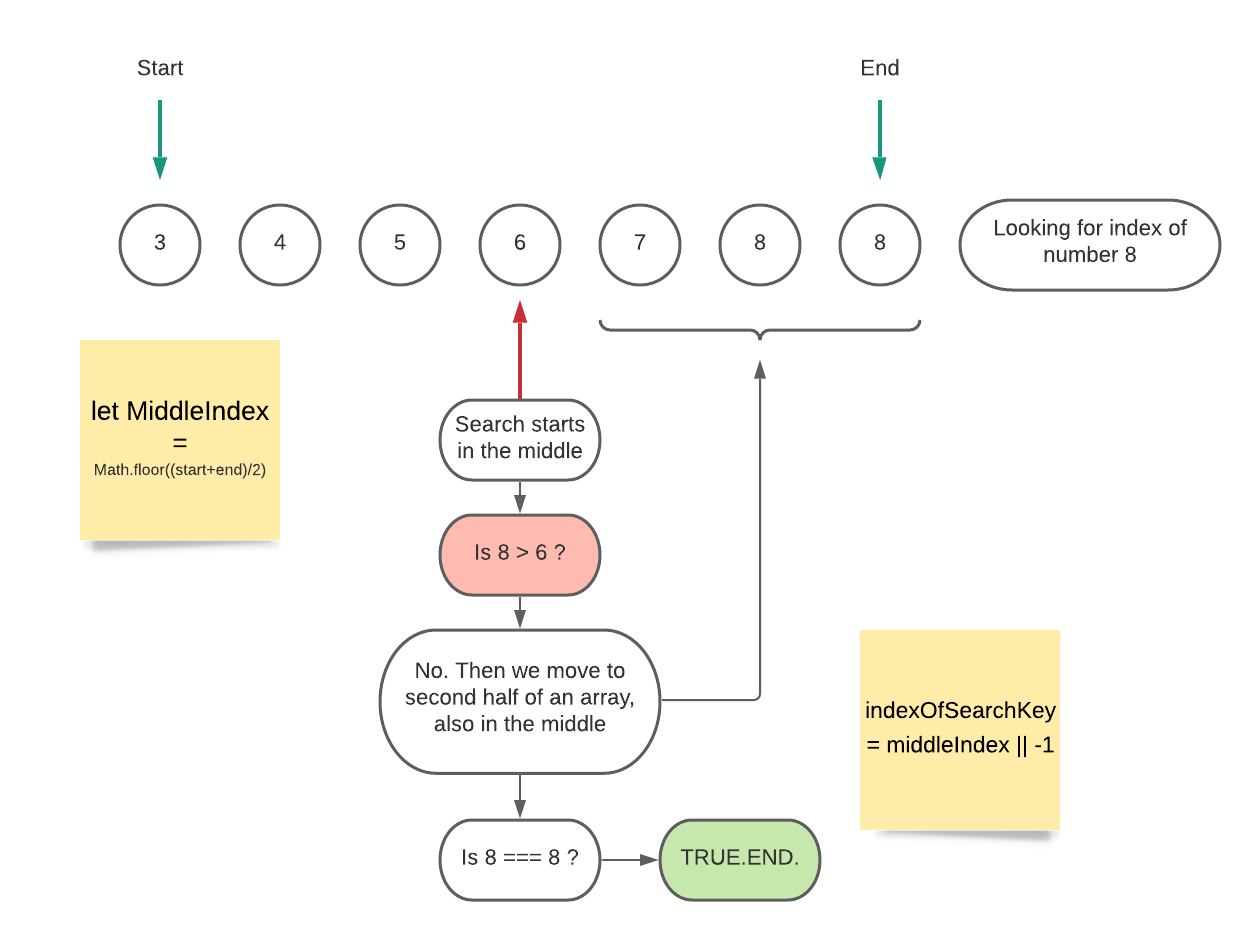 Start
End
3
4
5
6
7
8
8
Looking for index of
number 8
let MiddleIndex
=
Math.floor((start+end)/2)
Search starts
in the middle
Is 8 > 6 ?
No. Then we move to
second half of an array,
also in the middle
indexOfSearchKey
= middleIndex || -1
Is 8 === 8 ?
TRUE.END.